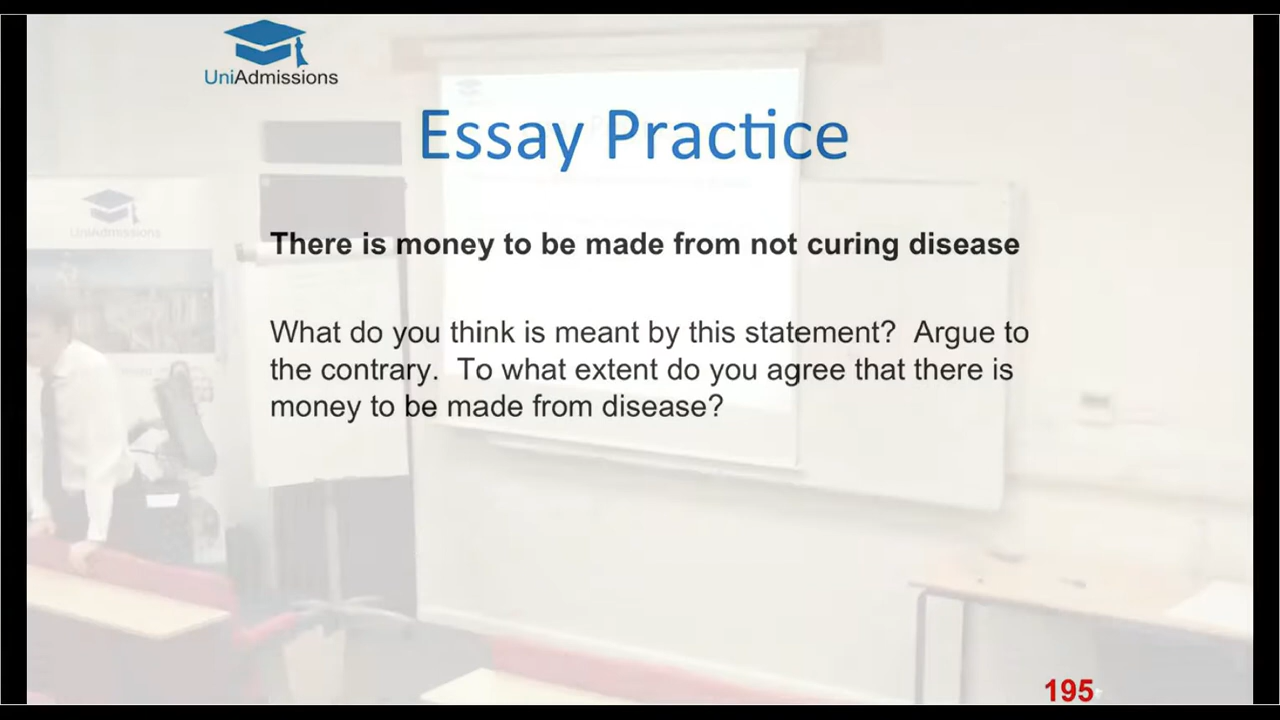 UniAdmissions
Essay Practice
There is money to be made from not curing disease
What do you think is meant by this statement?  Argue to
the contrary.  To what extent do you agree that there is
money to be made from disease?
UniAdmissions
195